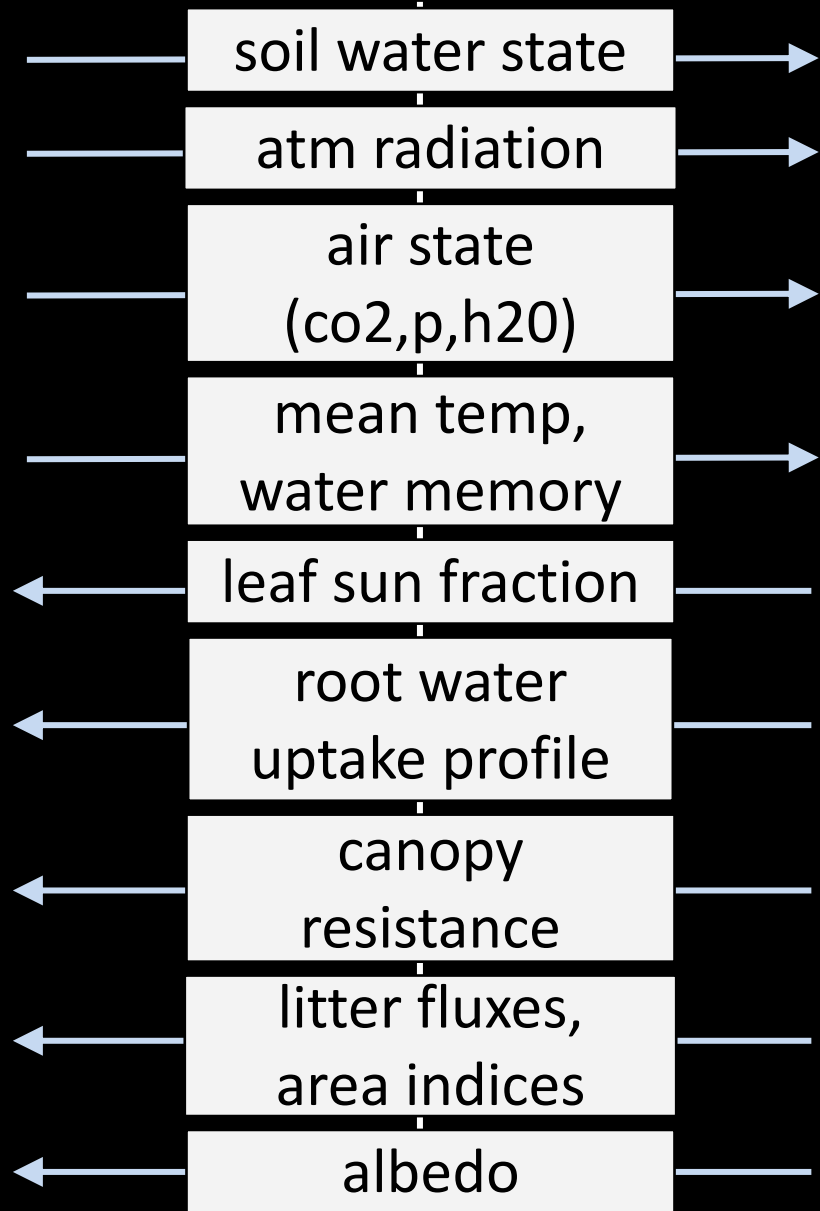 soil water state
atm radiation
air state
(co2,p,h20)
mean temp,
water memory
leaf sun fraction
root water
uptake profile
canopy
resistance
litter fluxes,
area indices
albedo